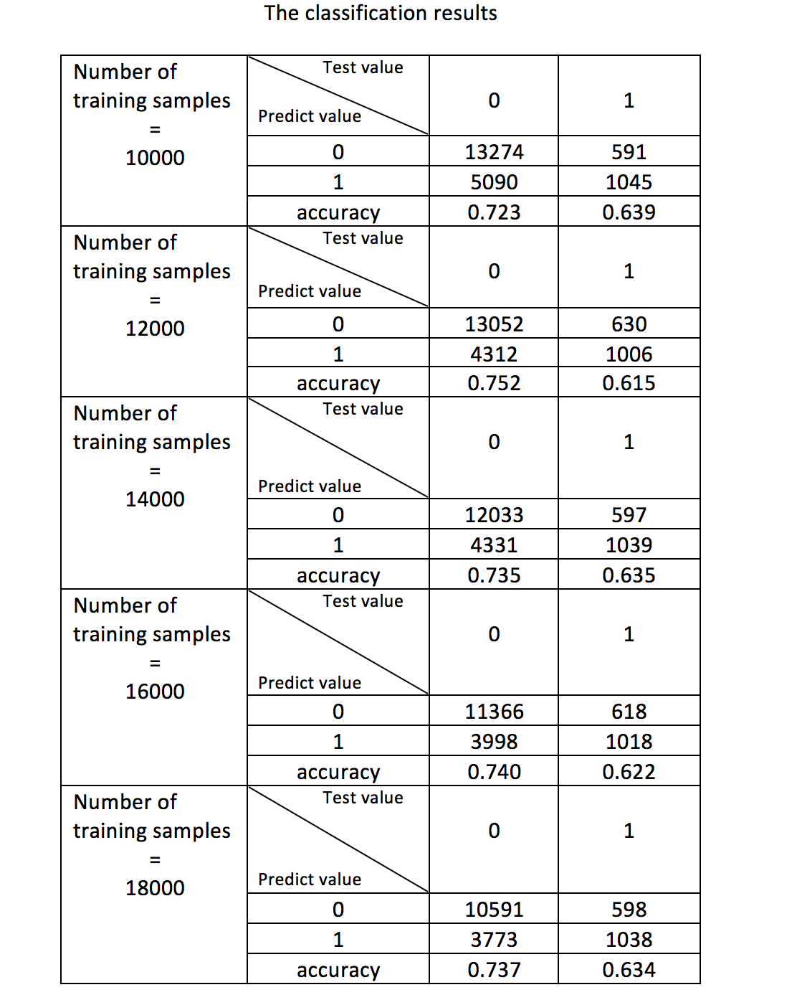 The classification results
Number of
training samples
=
10000
Test value
Predict value
0 1
0 13274 591
1 5090 1045
accuracy 0.723 0.639
Number of
training samples
=
12000
Test value
Predict value
0 1
0 13052 630
1 4312 1006
accuracy 0.752 0.615
Number of
training samples
=
14000
Test value
Predict value
0 1
0 12033 597
1 4331 1039
accuracy 0.735 0.635
Number of
training samples
=
16000
Test value
Predict value
0 1
0 11366 618
1 3998 1018
accuracy 0.740 0.622
Number of
training samples
=
18000
Test value
Predict value
0 1
0 10591 598
1 3773 1038
accuracy 0.737 0.634